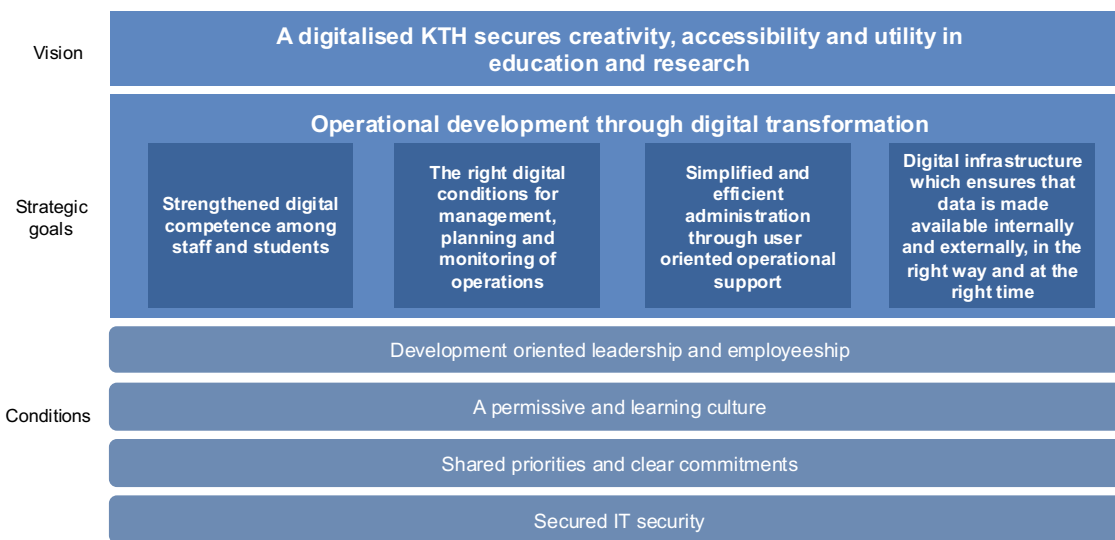 Vision
A digitalised KTH secures creativity, accessibility and utility in
education and research
Strategic
goals
Operational development through digital transformation
Strengthened digital
competence among
staff and students
The right digital
conditions for
management,
planning and
monitoring of
operations
Simplified and
efficient
administration
through user
oriented operational
support
Digital infrastructure
which ensures that
data is made
available internally
and externally, in the
right way and at the
right time
Conditions
Development oriented leadership and employeeship
A permissive and learning culture
Shared priorities and clear commitments
Secured IT security